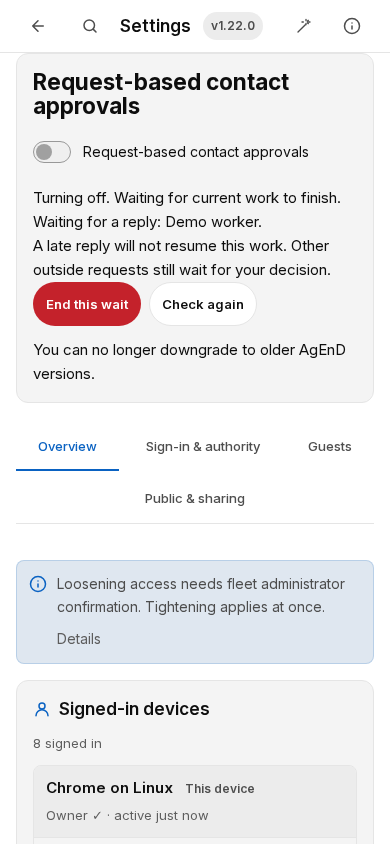 Settings v1.22.0
Request-based contact
approvals
Request-based contact approvals
Turning off. Waiting for current work to finish.
Waiting for a reply: Demo worker.
A late reply will not resume this work. Other
outside requests still wait for your decision.
End this wait Check again
You can no longer downgrade to older AgEnD
versions.
Overview Sign-in & authority Guests
Public & sharing
Loosening access needs fleet administrator
confirmation. Tightening applies at once.
Details
Signed-in devices
8 signed in
Chrome on Linux This device
Owner ✓ · active just now